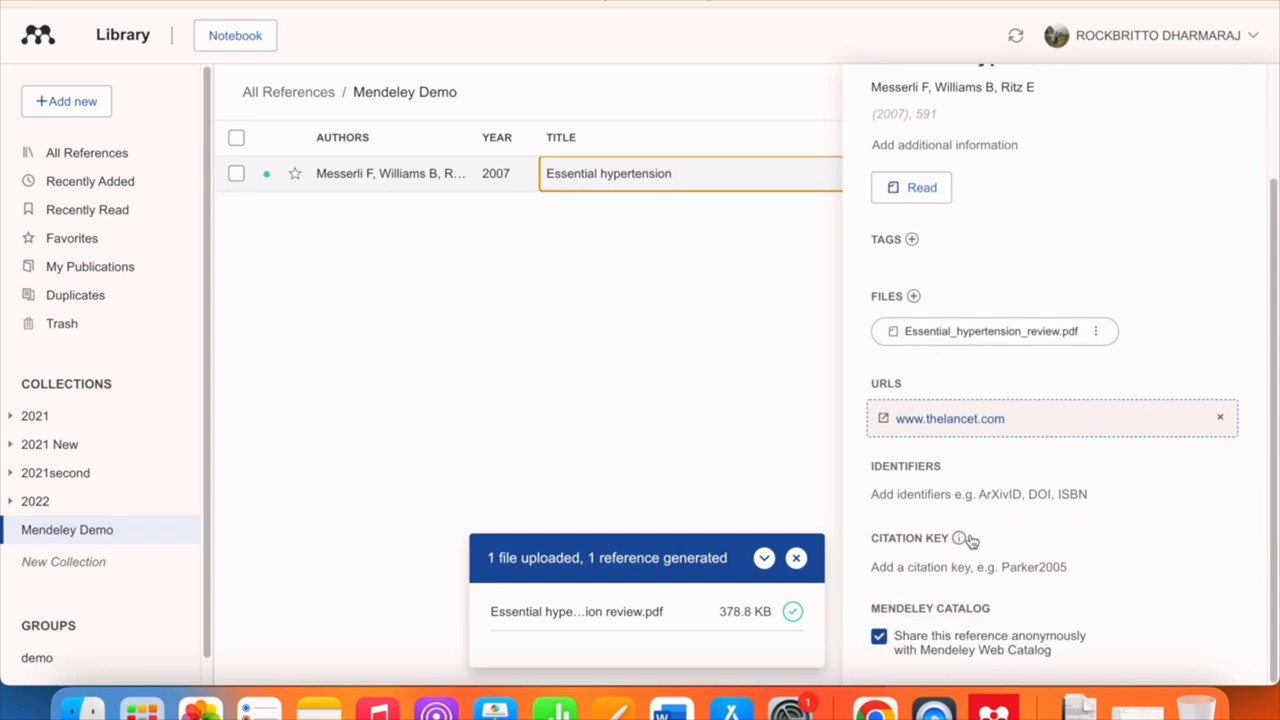 Library
Notebook
ROCKBRITTO DHARMARAJ
+Add new
All References
Recently Added
Recently Read
Favorites
My Publications
Duplicates
Trash
COLLECTIONS
2021
2021 New
2021second
2022
Mendeley Demo
New Collection
GROUPS
demo
All References / Mendeley Demo
AUTHORS YEAR TITLE
Messerli F, Williams B, R... 2007 Essential hypertension
1 file uploaded, 1 reference generated
Essential hype...ion review.pdf 378.8 KB
Messerli F, Williams B, Ritz E
(2007), 591
Add additional information
Read
TAGS
FILES
Essential_hypertension_review.pdf
URLS
www.thelancet.com
IDENTIFIERS
Add identifiers e.g. ArXivID, DOI, ISBN
CITATION KEY
Add a citation key, e.g. Parker2005
MENDELEY CATALOG
Share this reference anonymously
with Mendeley Web Catalog
1
W